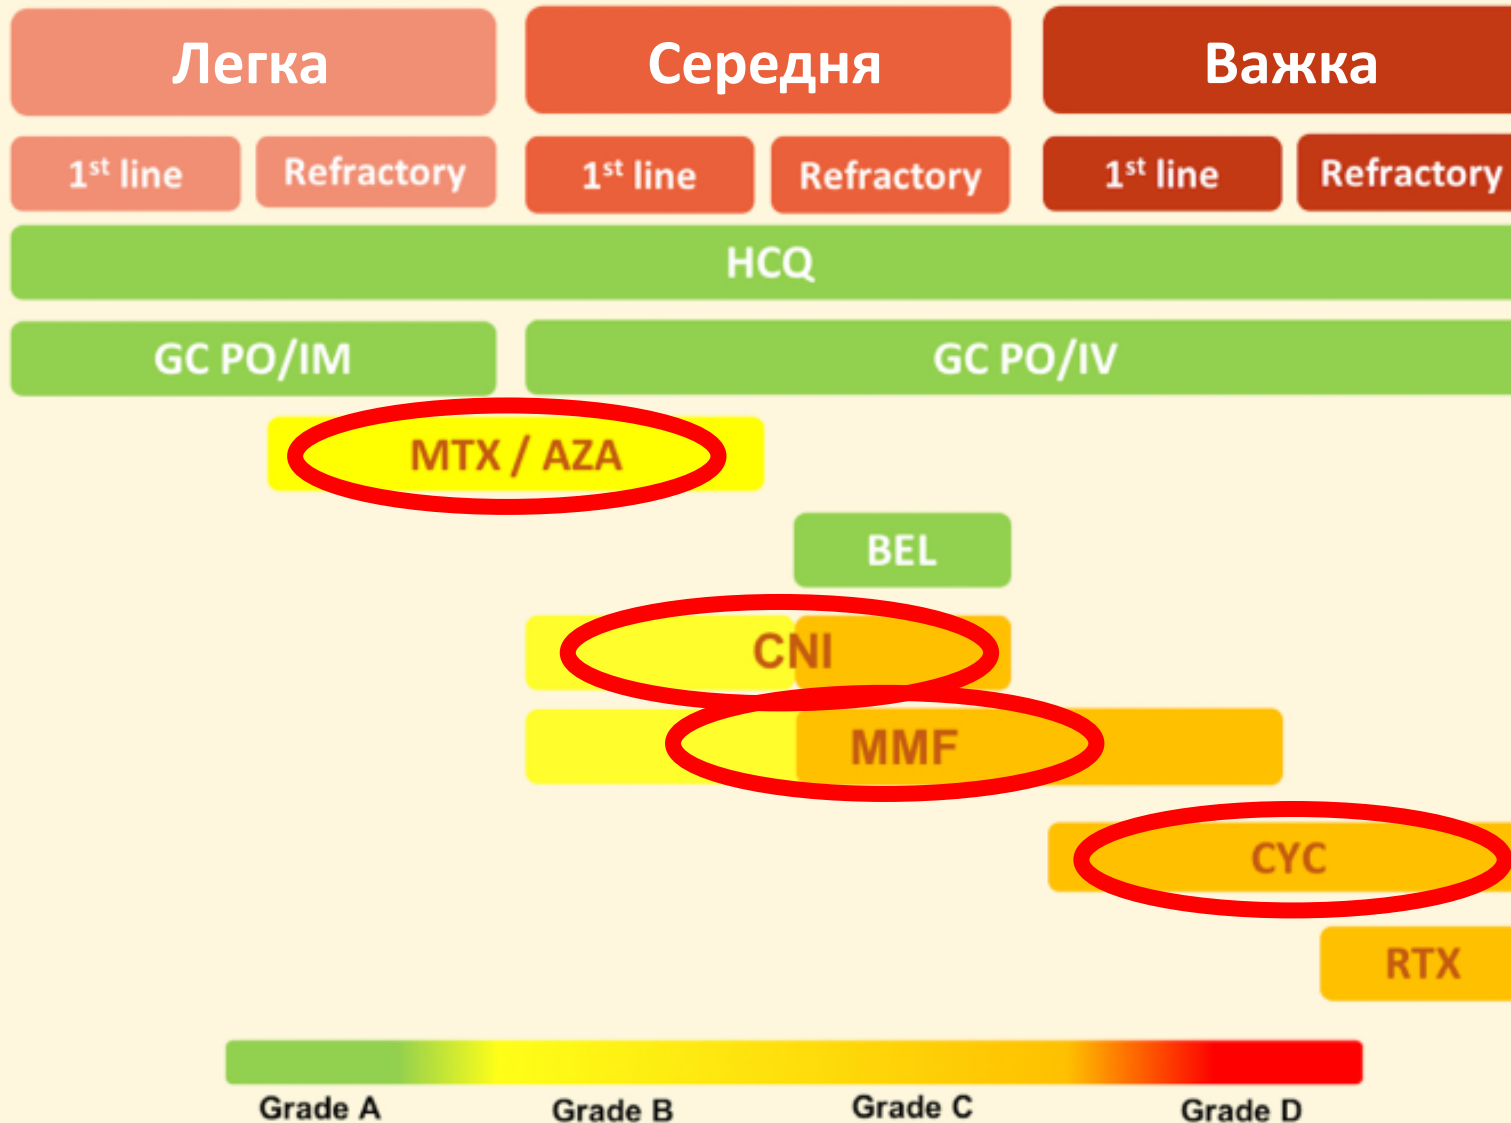 Легка Середня Важка
1st line Refractory 1st line Refractory 1st line Refractory
HCQ
GC PO/IM GC PO/IV
MTX / AZA
BEL
CNI
MMF
CYC
RTX
Grade A Grade B Grade C Grade D